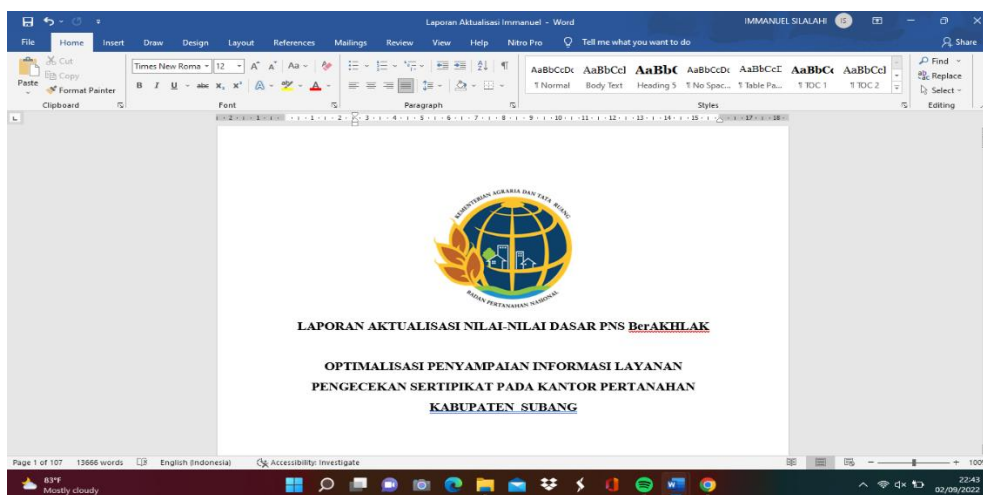 Laporan Aktualisasi Immanuel - Word
IMMANUEL SILALAHI
IS
File Home Insert Draw Design Layout References Mailings Review View Help Nitro Pro Tell me what you want to do
Share
Paste
Cut
Copy
Format Painter
Clipboard
Times New Roma 12
Font
Paragraph
AaBbCcDc AaBbCcI AaBbC AaBbCcDc AaBbCcI AaBbCc AaBbCcI
¶ Normal Body Text Heading 5 ¶ No Spac... ¶ Table Pa... ¶ TOC 1 ¶ TOC 2
Styles
Find
Replace
Select
Editing
KEMENTERIAN AGRARIA DAN TATA RUANG
BADAN PERTANAHAN NASIONAL
LAPORAN AKTUALISASI NILAI-NILAI DASAR PNS BerAKHLAK
OPTIMALISASI PENYAMPAIAN INFORMASI LAYANAN
PENGECEKAN SERTIPIKAT PADA KANTOR PERTANAHAN
KABUPATEN SUBANG
Page 1 of 107 13666 words English (Indonesia) Accessibility: Investigate
100%
83°F
Mostly cloudy
22:43
02/09/2022